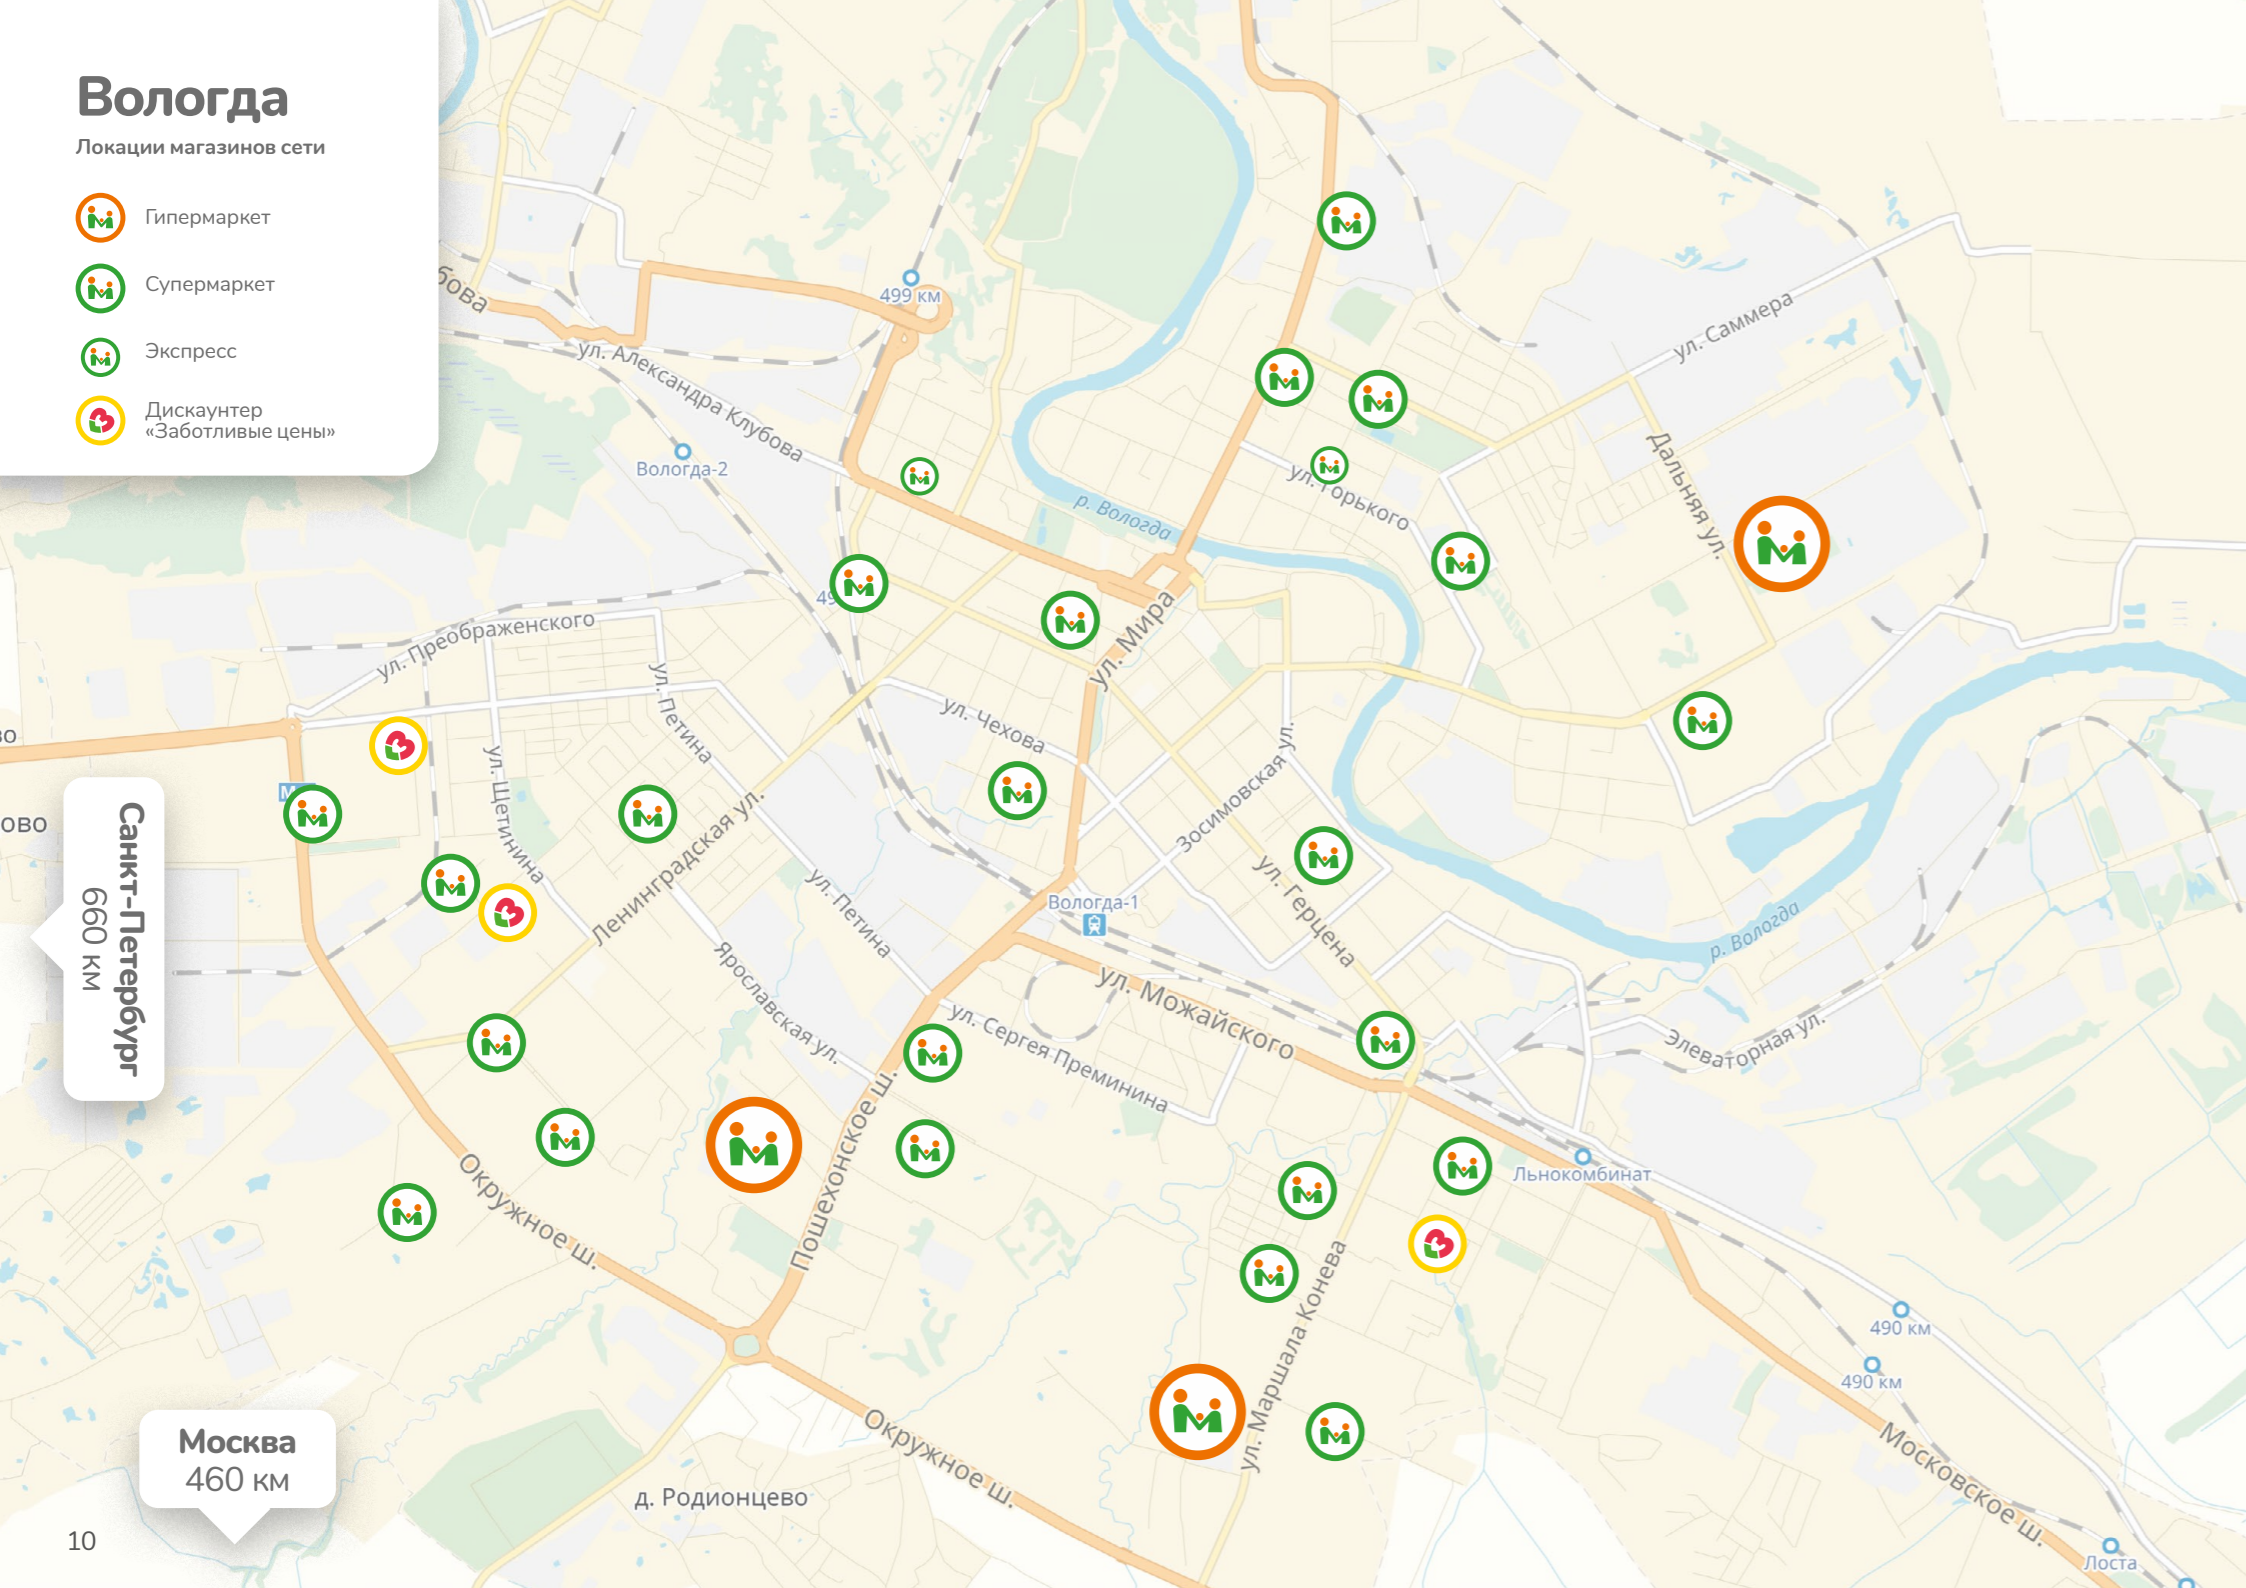 Вологда
Локации магазинов сети
Гипермаркет
Супермаркет
Экспресс
Дискаунтер
«Заботливые цены»
бова
499 км
ул. Александра Клубова
Вологда-2
р. Вологда
ул. Горького
ул. Саммера
Дальняя ул.
ул. Преображенского
ул. Петина
ул. Мира
ул. Чехова
ул. Щетинина
Ленинградская ул.
Зосимовская ул.
ово
Санкт-Петербург
660 км
ул. Петина
Вологда-1
ул. Герцена
р. Вологда
Ярославская ул.
ул. Можайского
ул. Сергея Преминина
Элеваторная ул.
Пошехонское ш.
Окружное ш.
Льнокомбинат
ул. Маршала Конева
490 км
490 км
Москва
460 км
Окружное ш.
Московское ш.
д. Родионцево
Лоста
10